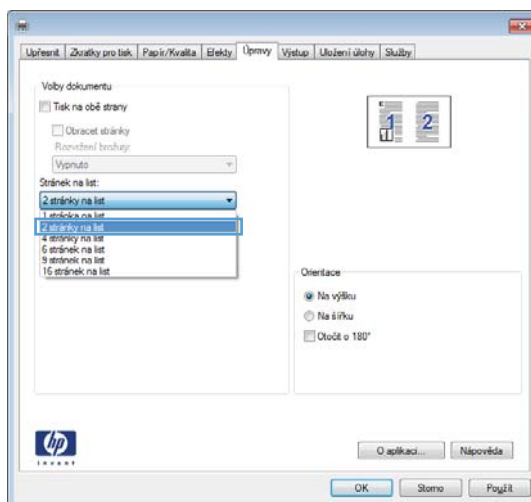 Upřesnit Zkratky pro tisk Papír/Kvalita Efekty Úpravy Výstup Uložení úlohy Služby
Volby dokumentu
Tisk na obě strany
Obracet stránky
Rozvržení brožury:
Vypnuto
Stránek na list:
2 stránky na list
1 stránka na list
2 stránky na list
4 stránky na list
6 stránek na list
9 stránek na list
16 stránek na list
1 2
Orientace
Na výšku
Na šířku
Otočit o 180°
hp
invent
O aplikaci... Nápověda
OK Storno Použít